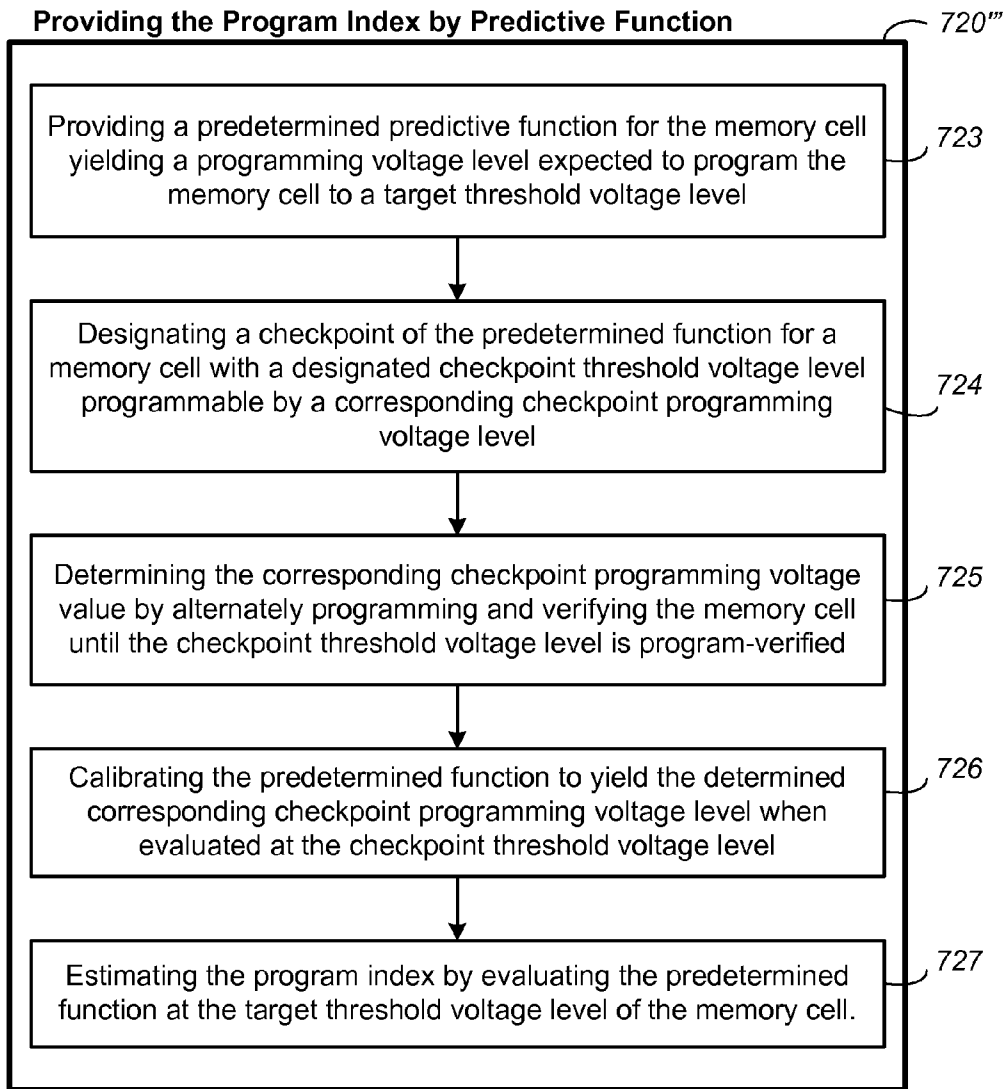 Providing the Program Index by Predictive Function
720'''
Providing a predetermined predictive function for the memory cell
yielding a programming voltage level expected to program the
memory cell to a target threshold voltage level
723
Designating a checkpoint of the predetermined function for a
memory cell with a designated checkpoint threshold voltage level
programmable by a corresponding checkpoint programming
voltage level
724
Determining the corresponding checkpoint programming voltage
value by alternately programming and verifying the memory cell
until the checkpoint threshold voltage level is program-verified
725
Calibrating the predetermined function to yield the determined
corresponding checkpoint programming voltage level when
evaluated at the checkpoint threshold voltage level
726
Estimating the program index by evaluating the predetermined
function at the target threshold voltage level of the memory cell.
727